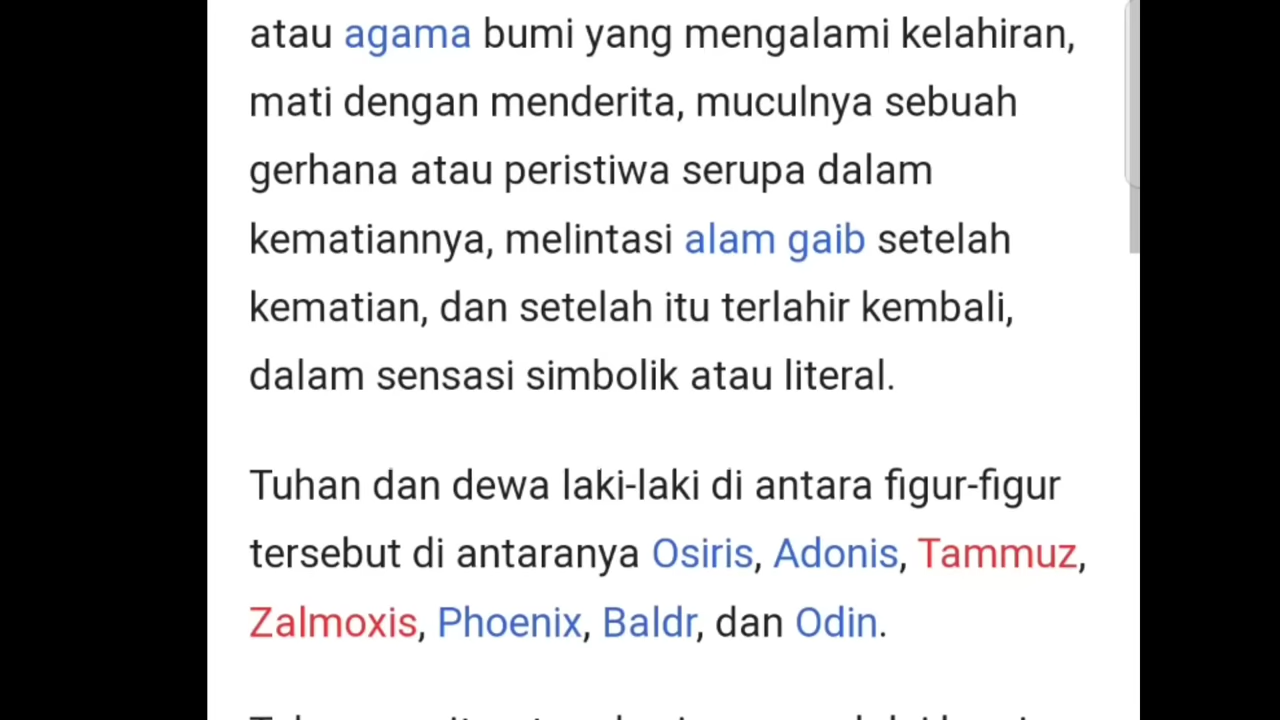 atau agama bumi yang mengalami kelahiran,
mati dengan menderita, muculnya sebuah
gerhana atau peristiwa serupa dalam
kematiannya, melintasi alam gaib setelah
kematian, dan setelah itu terlahir kembali,
dalam sensasi simbolik atau literal.
Tuhan dan dewa laki-laki di antara figur-figur
tersebut di antaranya Osiris, Adonis, Tammuz,
Zalmoxis, Phoenix, Baldr, dan Odin.